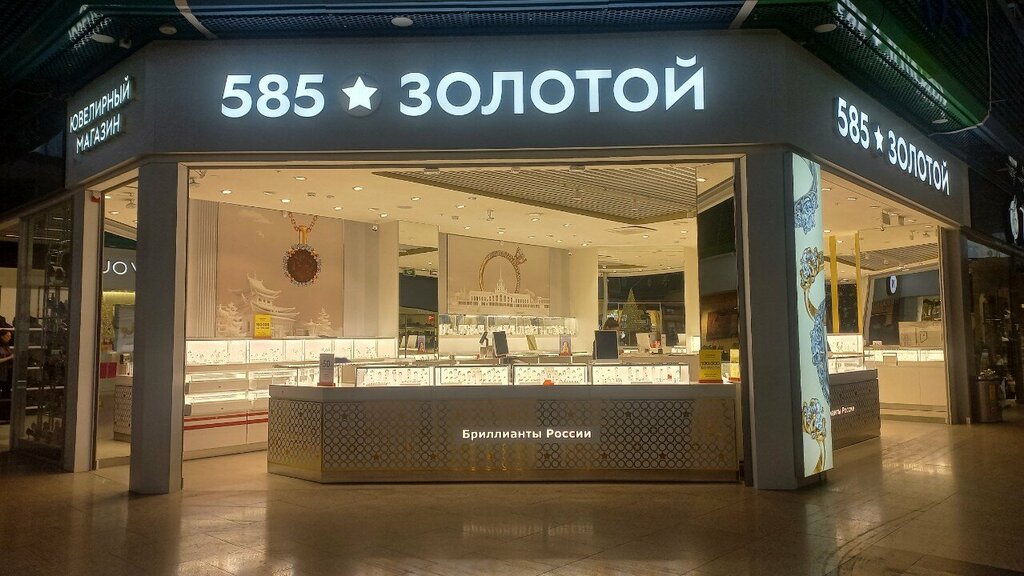 ЮВЕЛИРНЫЙ
МАГАЗИН
585 ★ ЗОЛОТОЙ
585 ★ ЗОЛОТОЙ
Бриллианты России